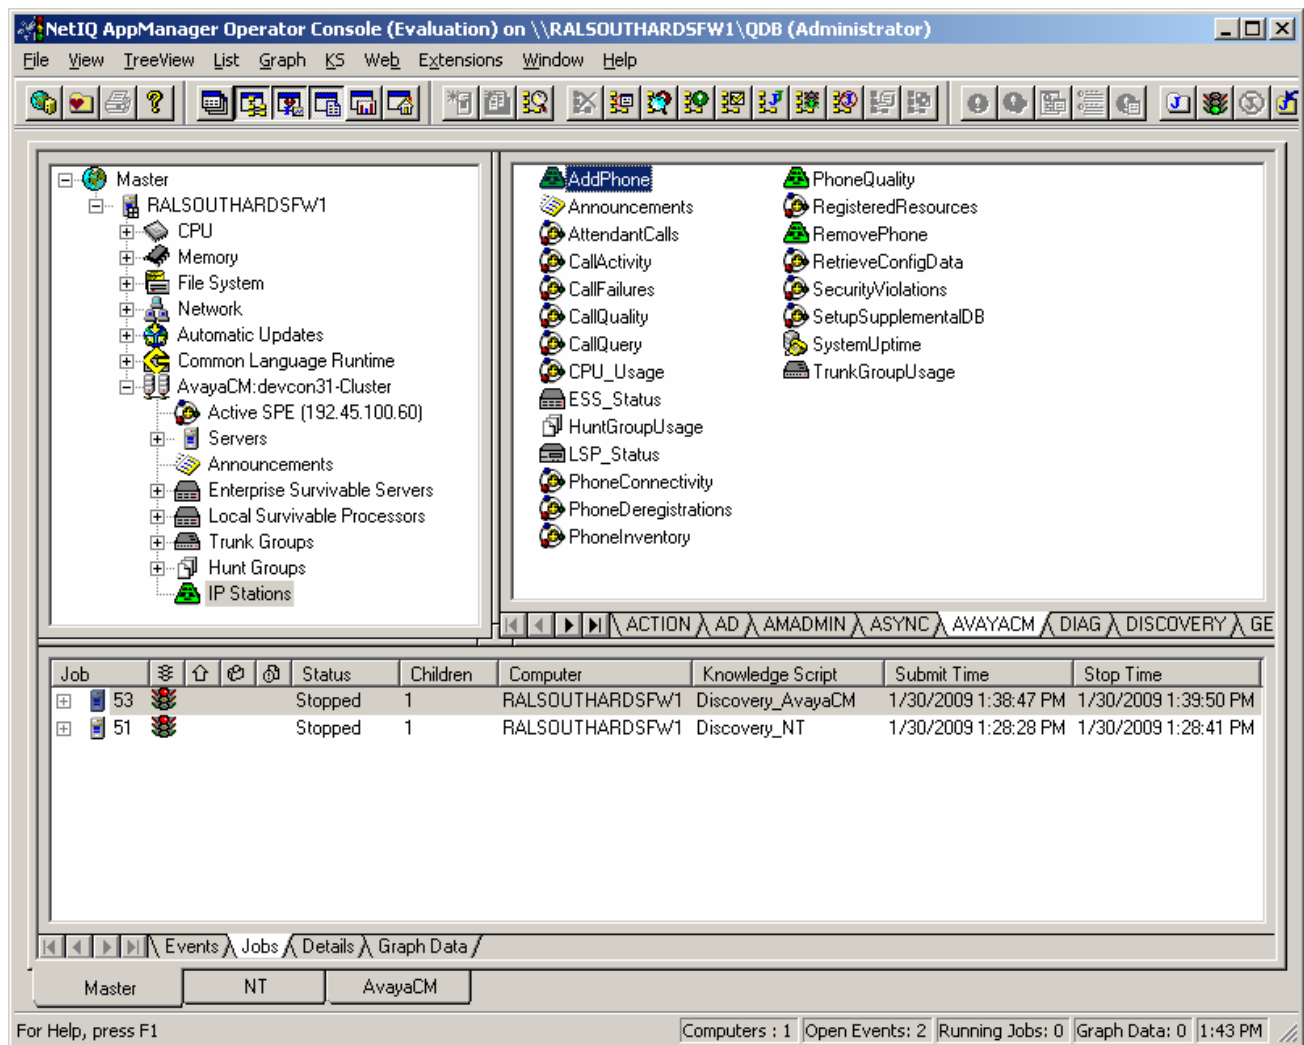 NetIQ AppManager Operator Console (Evaluation) on \\RALSOUTHARDSFW1\QDB (Administrator)
File View TreeView List Graph KS Web Extensions Window Help
Master
RALSOUTHARDSFW1
CPU
Memory
File System
Network
Automatic Updates
Common Language Runtime
AvayaCM:devcon31-Cluster
Active SPE (192.45.100.60)
Servers
Announcements
Enterprise Survivable Servers
Local Survivable Processors
Trunk Groups
Hunt Groups
IP Stations
AddPhone
Announcements
AttendantCalls
CallActivity
CallFailures
CallQuality
CallQuery
CPU_Usage
ESS_Status
HuntGroupUsage
LSP_Status
PhoneConnectivity
PhoneDeregistrations
PhoneInventory
PhoneQuality
RegisteredResources
RemovePhone
RetrieveConfigData
SecurityViolations
SetupSupplementalDB
SystemUptime
TrunkGroupUsage
ACTION AD AMADMIN ASYNC AVAYACM DIAG DISCOVERY GE
Job Status Children Computer Knowledge Script Submit Time Stop Time
53 Stopped 1 RALSOUTHARDSFW1 Discovery_AvayaCM 1/30/2009 1:38:47 PM 1/30/2009 1:39:50 PM
51 Stopped 1 RALSOUTHARDSFW1 Discovery_NT 1/30/2009 1:28:28 PM 1/30/2009 1:28:41 PM
Events Jobs Details Graph Data
Master NT AvayaCM
For Help, press F1 Computers : 1 Open Events: 2 Running Jobs: 0 Graph Data: 0 1:43 PM